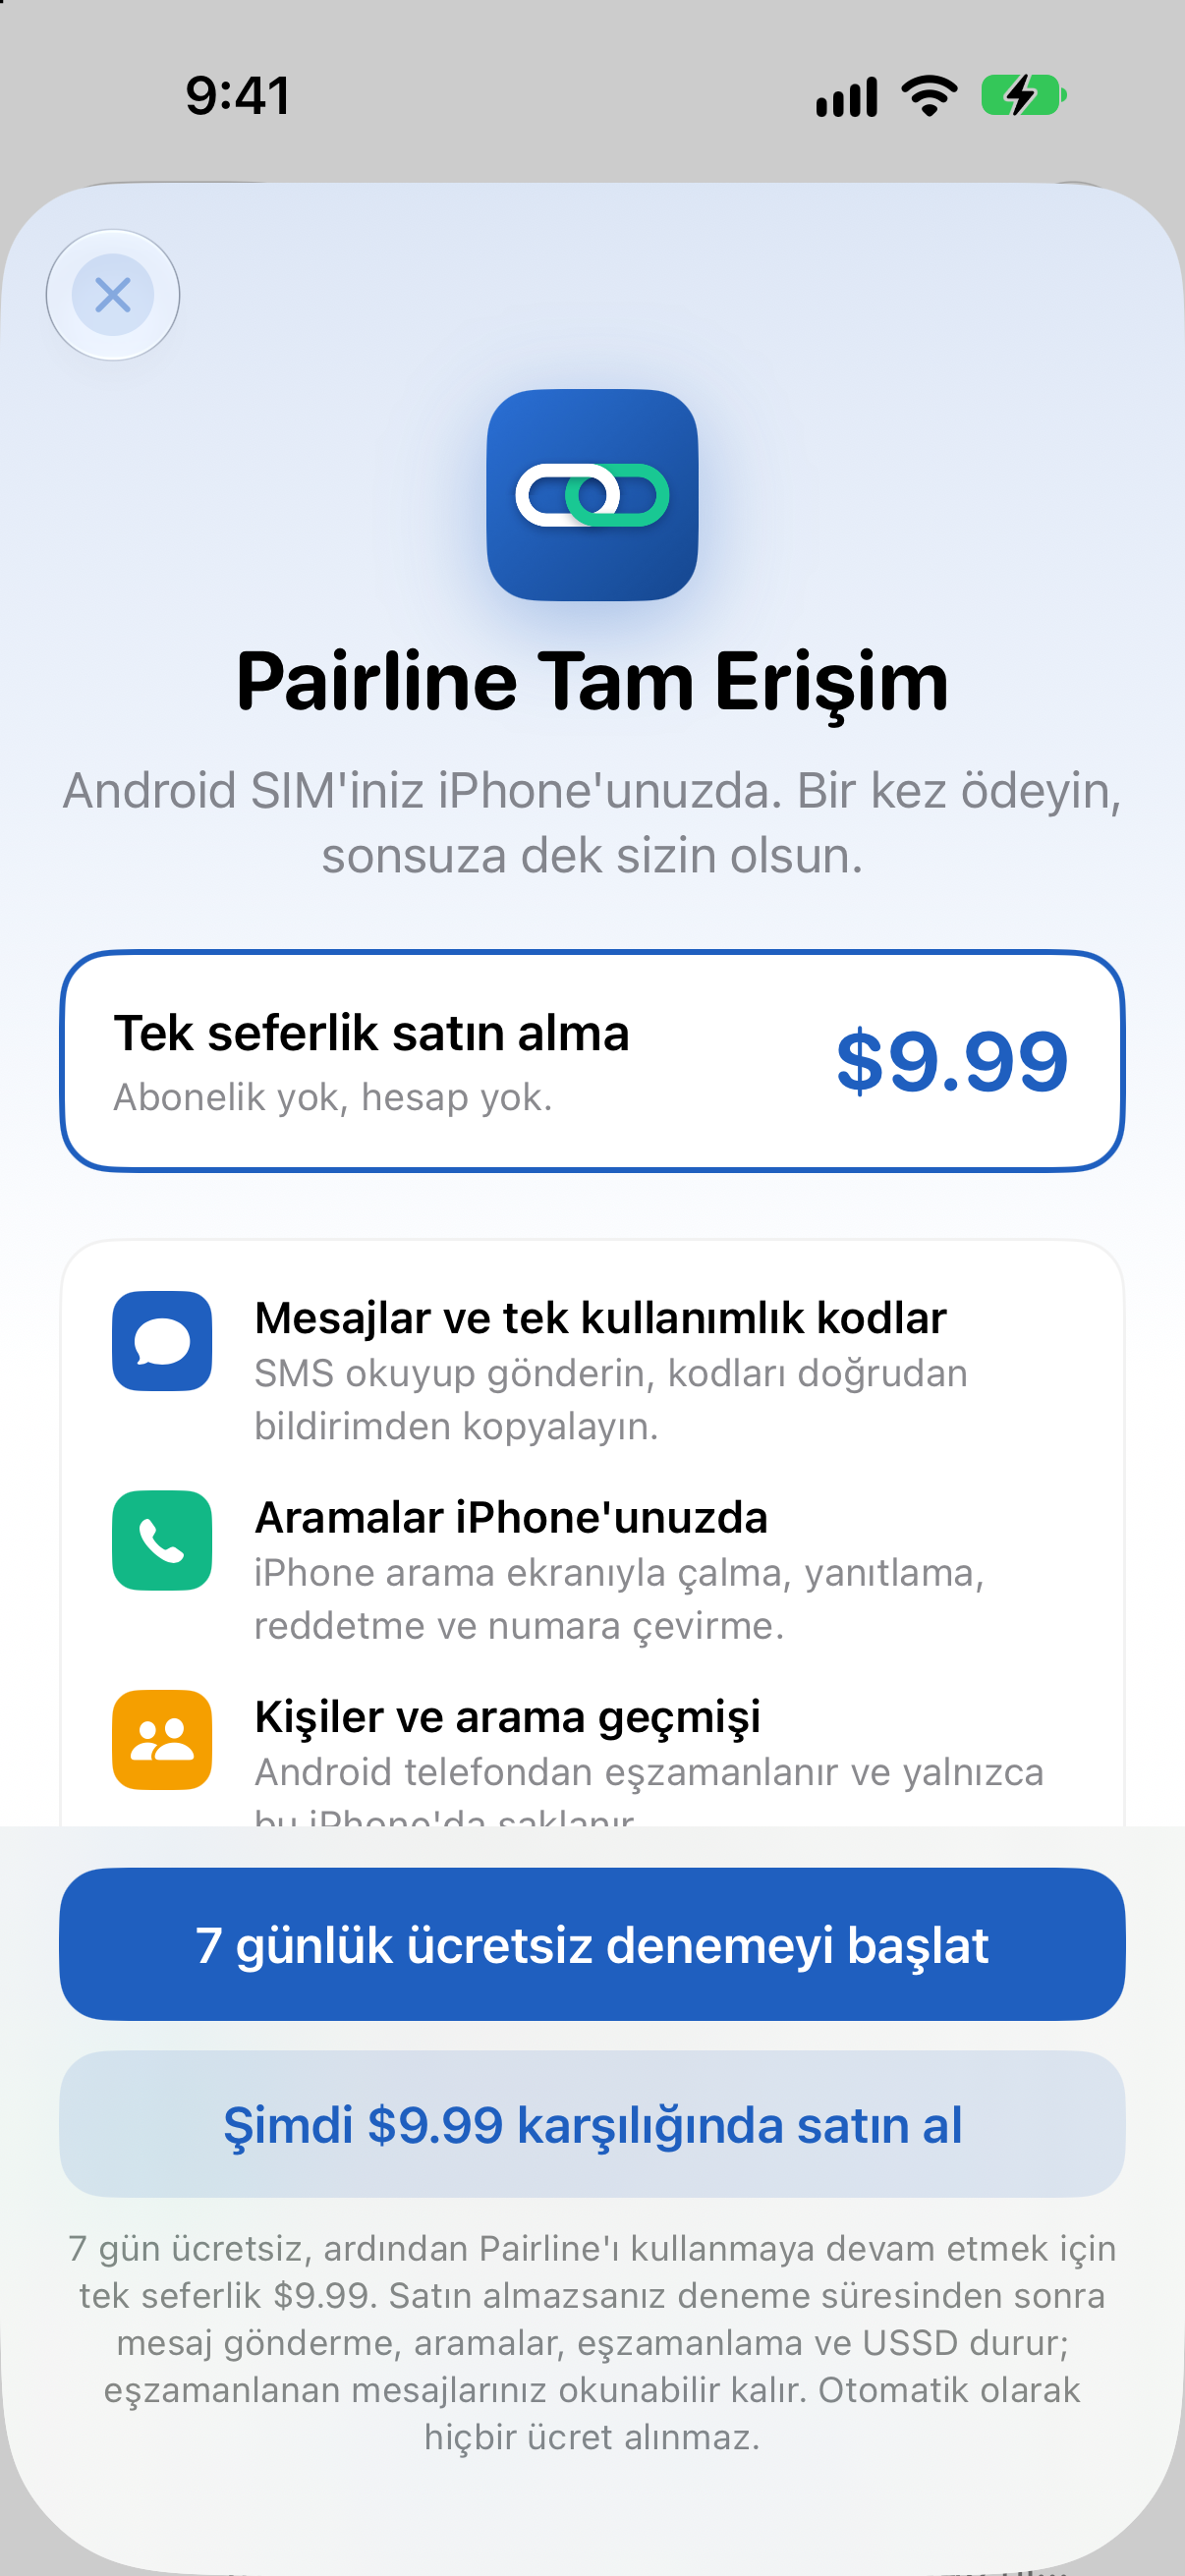 9:41
Pairline Tam Erişim
Android SIM'iniz iPhone'unuzda. Bir kez ödeyin,
sonsuza dek sizin olsun.
Tek seferlik satın alma
$9.99
Abonelik yok, hesap yok.
Mesajlar ve tek kullanımlık kodlar
SMS okuyup gönderin, kodları doğrudan
bildirimden kopyalayın.
Aramalar iPhone'unuzda
iPhone arama ekranıyla çalma, yanıtlama,
reddetme ve numara çevirme.
Kişiler ve arama geçmişi
Android telefondan eşzamanlanır ve yalnızca
bu iPhone'da saklanır
7 günlük ücretsiz denemeyi başlat
Şimdi $9.99 karşılığında satın al
7 gün ücretsiz, ardından Pairline'ı kullanmaya devam etmek için
tek seferlik $9.99. Satın almazsanız deneme süresinden sonra
mesaj gönderme, aramalar, eşzamanlama ve USSD durur;
eşzamanlanan mesajlarınız okunabilir kalır. Otomatik olarak
hiçbir ücret alınmaz.